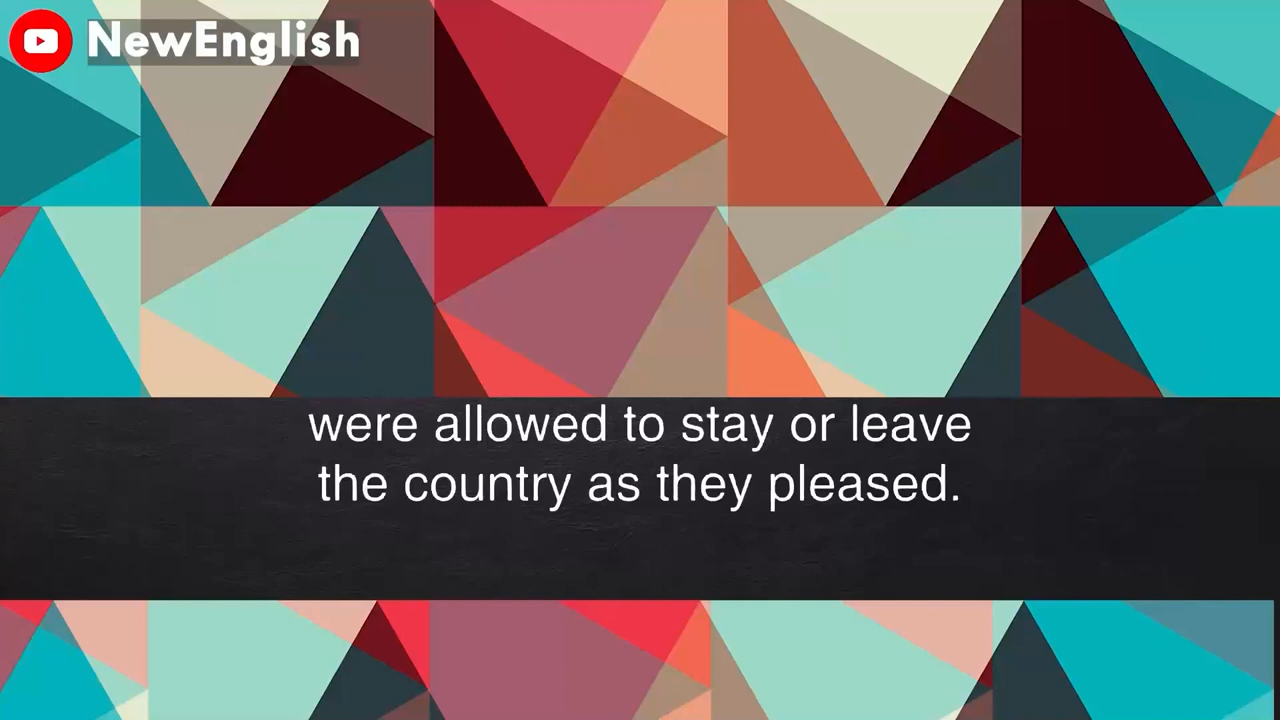 NewEnglish
were allowed to stay or leave
the country as they pleased.